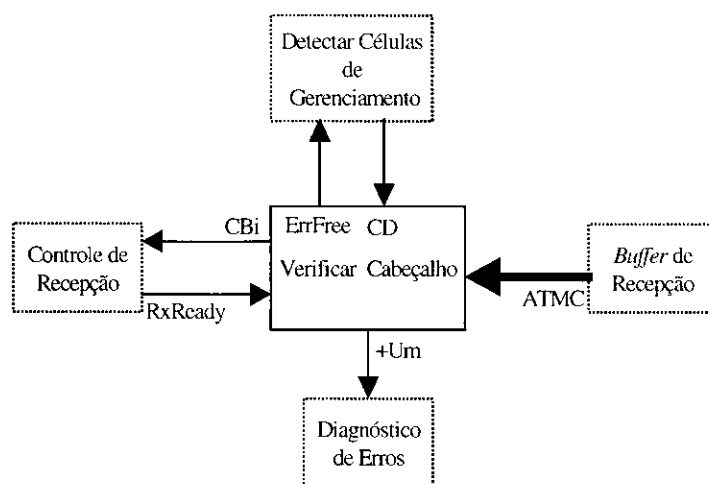 Detectar Células
de
Gerenciamento
CBi
ErrFree CD
Controle de
Recepção
Verificar Cabeçalho
Buffer de
Recepção
RxReady
ATMC
+Um
Diagnóstico
de Erros